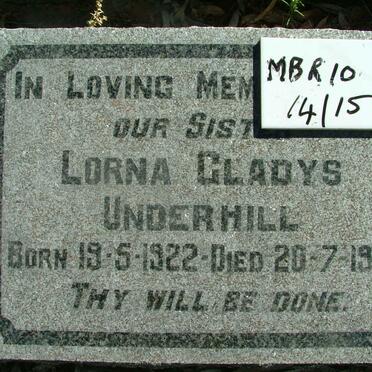 IN LOVING MEM
MBR10
14/15
OUR SIST
LORNA GLADYS
UNDERHILL
BORN 19-5-1922-DIED 20-7-19
THY WILL BE DONE.